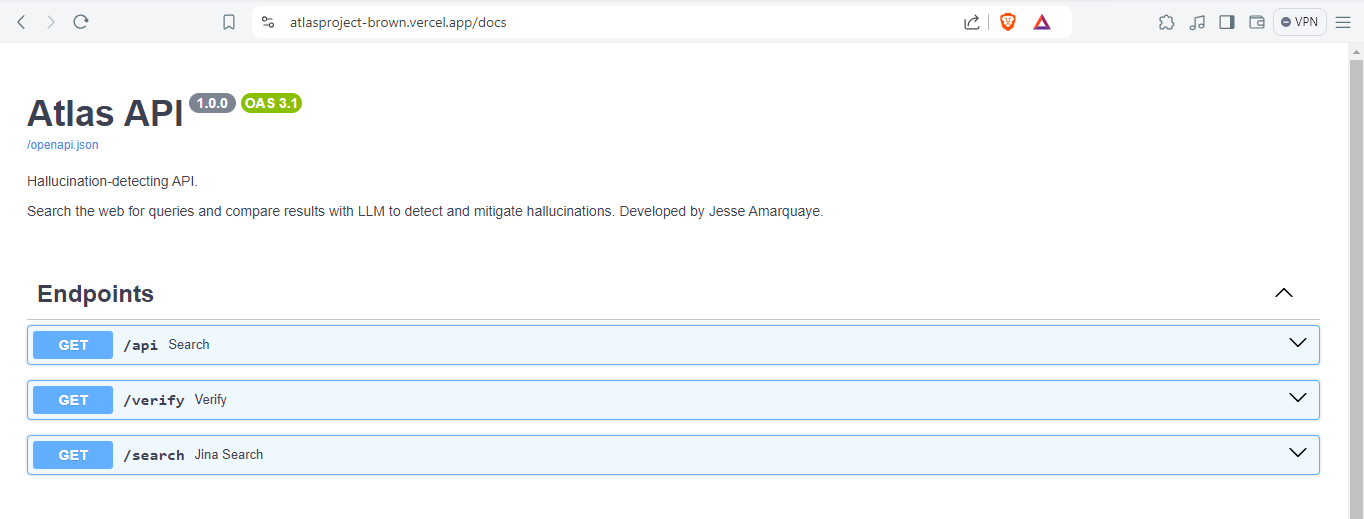 atlasproject-brown.vercel.app/docs
VPN
Atlas API 1.0.0 OAS 3.1
/openapi.json
Hallucination-detecting API.
Search the web for queries and compare results with LLM to detect and mitigate hallucinations. Developed by Jesse Amarquaye.
Endpoints
GET /api Search
GET /verify Verify
GET /search Jina Search